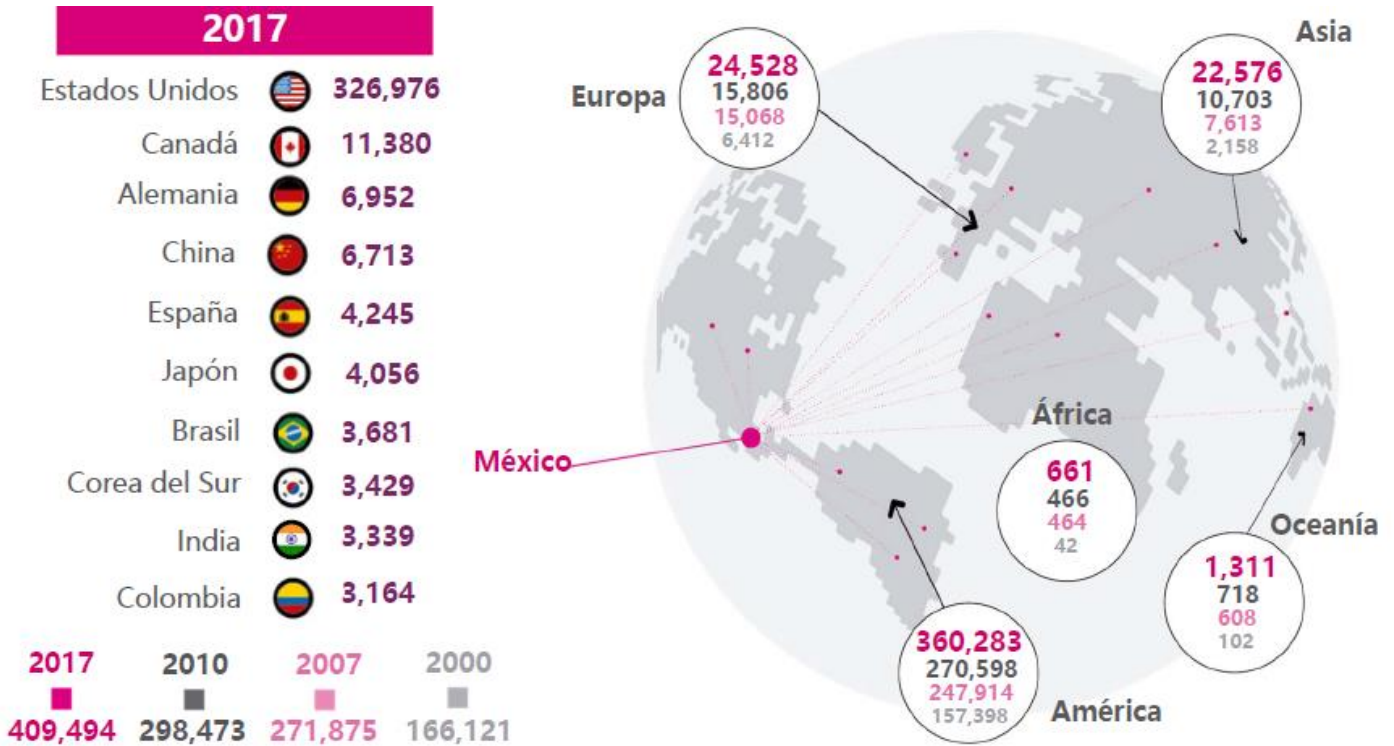 2017
Estados Unidos 326,976
Canadá 11,380
Alemania 6,952
China 6,713
España 4,245
Japón 4,056
Brasil 3,681
Corea del Sur 3,429
India 3,339
Colombia 3,164
2017 2010 2007 2000
409,494 298,473 271,875 166,121
Europa
24,528
15,806
15,068
6,412
Asia
22,576
10,703
7,613
2,158
México
África
661
466
464
42
Oceanía
1,311
718
608
102
360,283
270,598
247,914
157,398
América